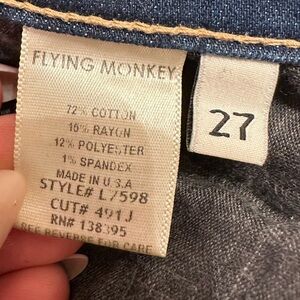 FLYING MONKEY
72% COTTON
15% RAYON
12% POLYESTER
1% SPANDEX
MADE IN U.S.A
STYLE# L7598
CUT# 491J
RN# 138395
SEE REVERSE FOR CARE
27